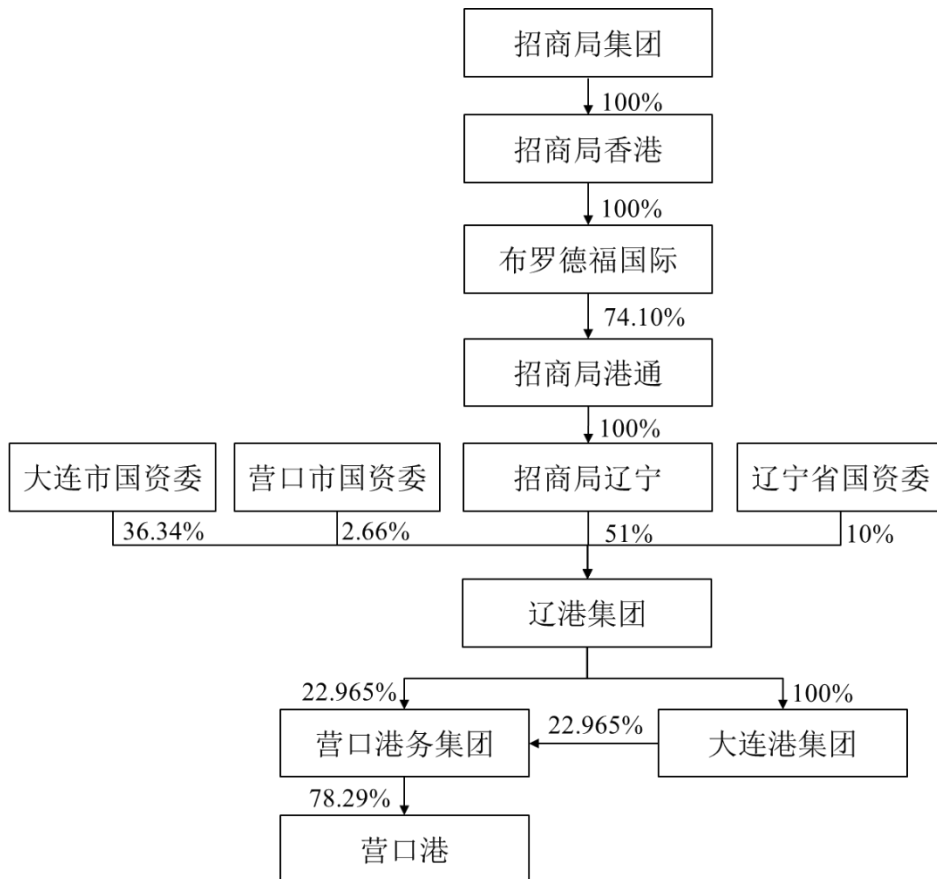 招商局集团
100%
招商局香港
100%
布罗德福国际
74.10%
招商局港通
100%
大连市国资委
营口市国资委
招商局辽宁
辽宁省国资委
36.34%
2.66%
51%
10%
辽港集团
22.965%
100%
营口港务集团
22.965%
大连港集团
78.29%
营口港